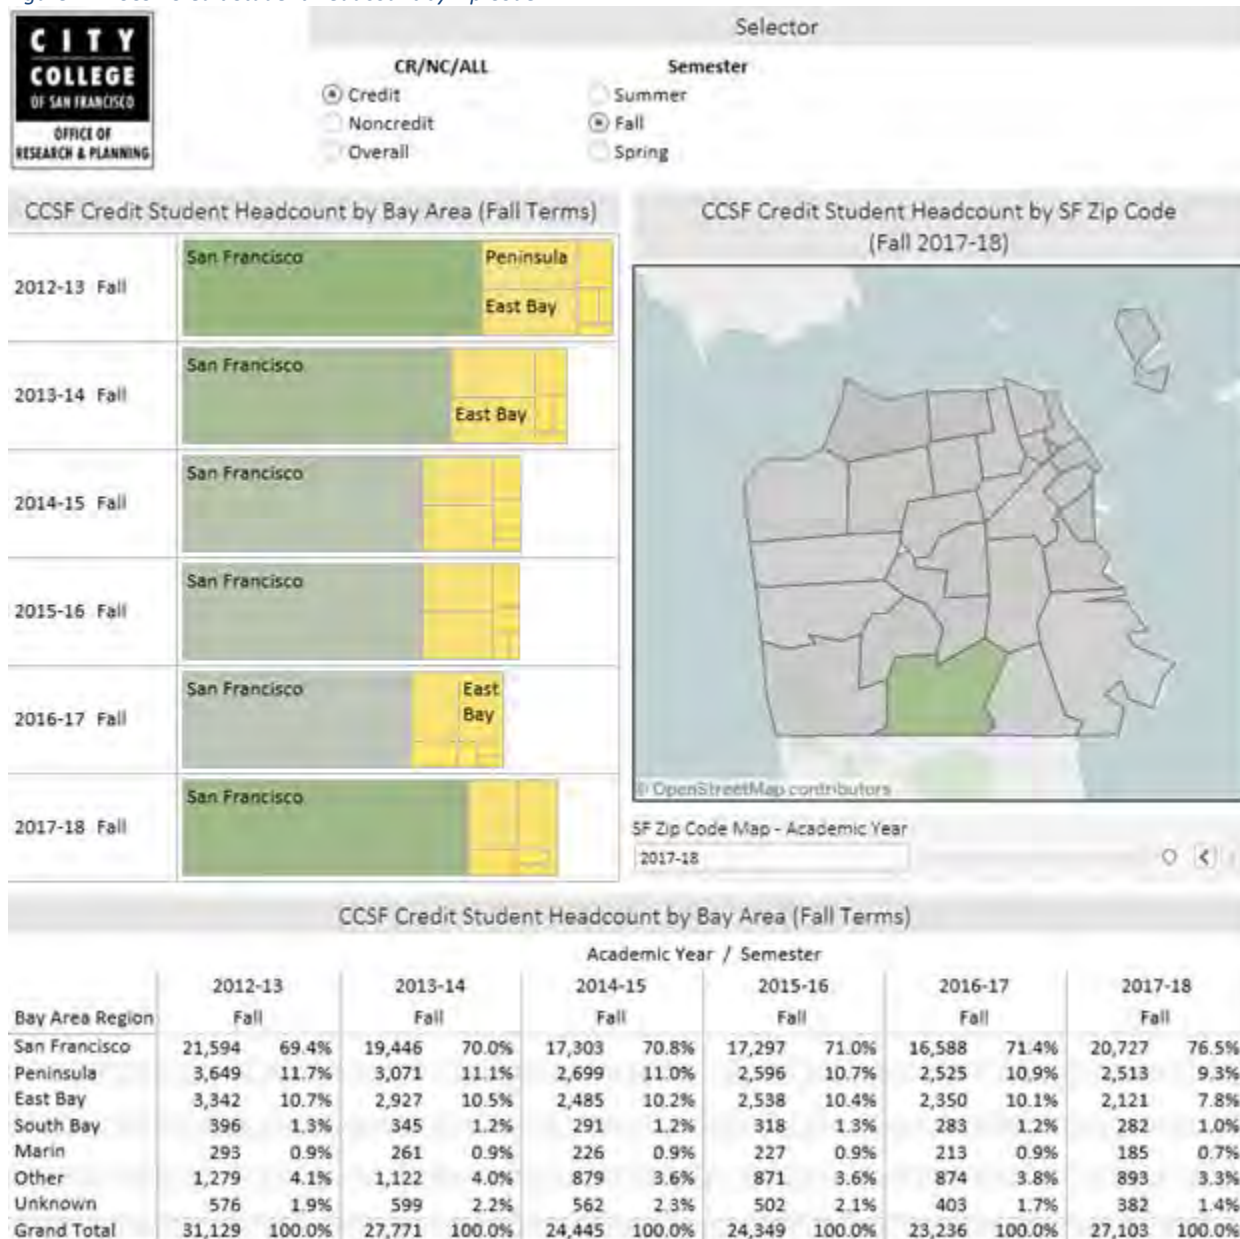 CITY
COLLEGE
OF SAN FRANCISCO
OFFICE OF
RESEARCH & PLANNING
Selector
CR/NC/ALL Semester
Credit Summer
Noncredit Fall
Overall Spring
CCSF Credit Student Headcount by Bay Area (Fall Terms)
2012-13 Fall San Francisco Peninsula
East Bay
2013-14 Fall San Francisco
East Bay
2014-15 Fall San Francisco
2015-16 Fall San Francisco
2016-17 Fall San Francisco East
Bay
2017-18 Fall San Francisco
CCSF Credit Student Headcount by SF Zip Code
(Fall 2017-18)
© OpenStreetMap contributors
SF Zip Code Map - Academic Year
2017-18
CCSF Credit Student Headcount by Bay Area (Fall Terms)
Academic Year / Semester
2012-13 2013-14 2014-15 2015-16 2016-17 2017-18
Bay Area Region Fall Fall Fall Fall Fall Fall
San Francisco 21,594 69.4% 19,446 70.0% 17,303 70.8% 17,297 71.0% 16,588 71.4% 20,727 76.5%
Peninsula 3,649 11.7% 3,071 11.1% 2,699 11.0% 2,596 10.7% 2,525 10.9% 2,513 9.3%
East Bay 3,342 10.7% 2,927 10.5% 2,485 10.2% 2,538 10.4% 2,350 10.1% 2,121 7.8%
South Bay 396 1.3% 345 1.2% 291 1.2% 318 1.3% 283 1.2% 282 1.0%
Marin 293 0.9% 261 0.9% 226 0.9% 227 0.9% 213 0.9% 185 0.7%
Other 1,279 4.1% 1,122 4.0% 879 3.6% 871 3.6% 874 3.8% 893 3.3%
Unknown 576 1.9% 599 2.2% 562 2.3% 502 2.1% 403 1.7% 382 1.4%
Grand Total 31,129 100.0% 27,771 100.0% 24,445 100.0% 24,349 100.0% 23,236 100.0% 27,103 100.0%